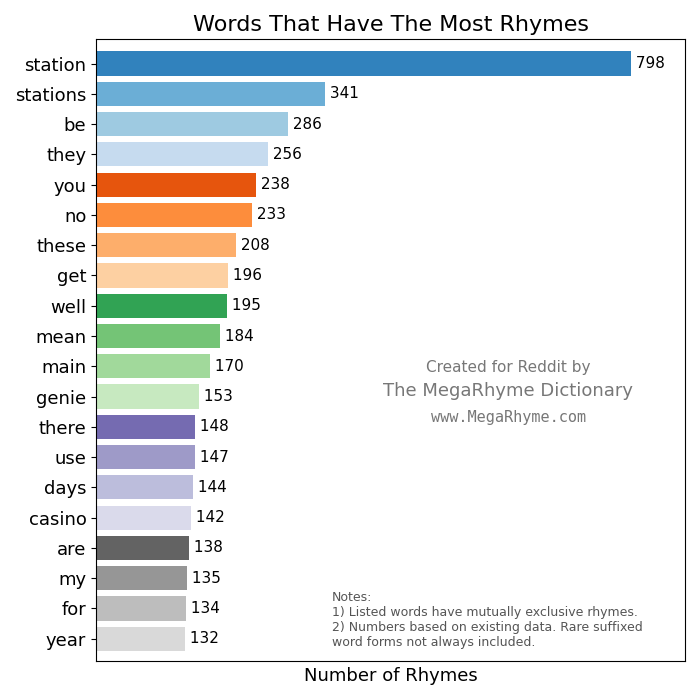 Words That Have The Most Rhymes
station 798
stations 341
be 286
they 256
you 238
no 233
these 208
get 196
well 195
mean 184
main 170
genie 153
there 148
use 147
days 144
casino 142
are 138
my 135
for 134
year 132
Created for Reddit by
The MegaRhyme Dictionary
www.MegaRhyme.com
Notes:
1) Listed words have mutually exclusive rhymes.
2) Numbers based on existing data. Rare suffixed
word forms not always included.
Number of Rhymes